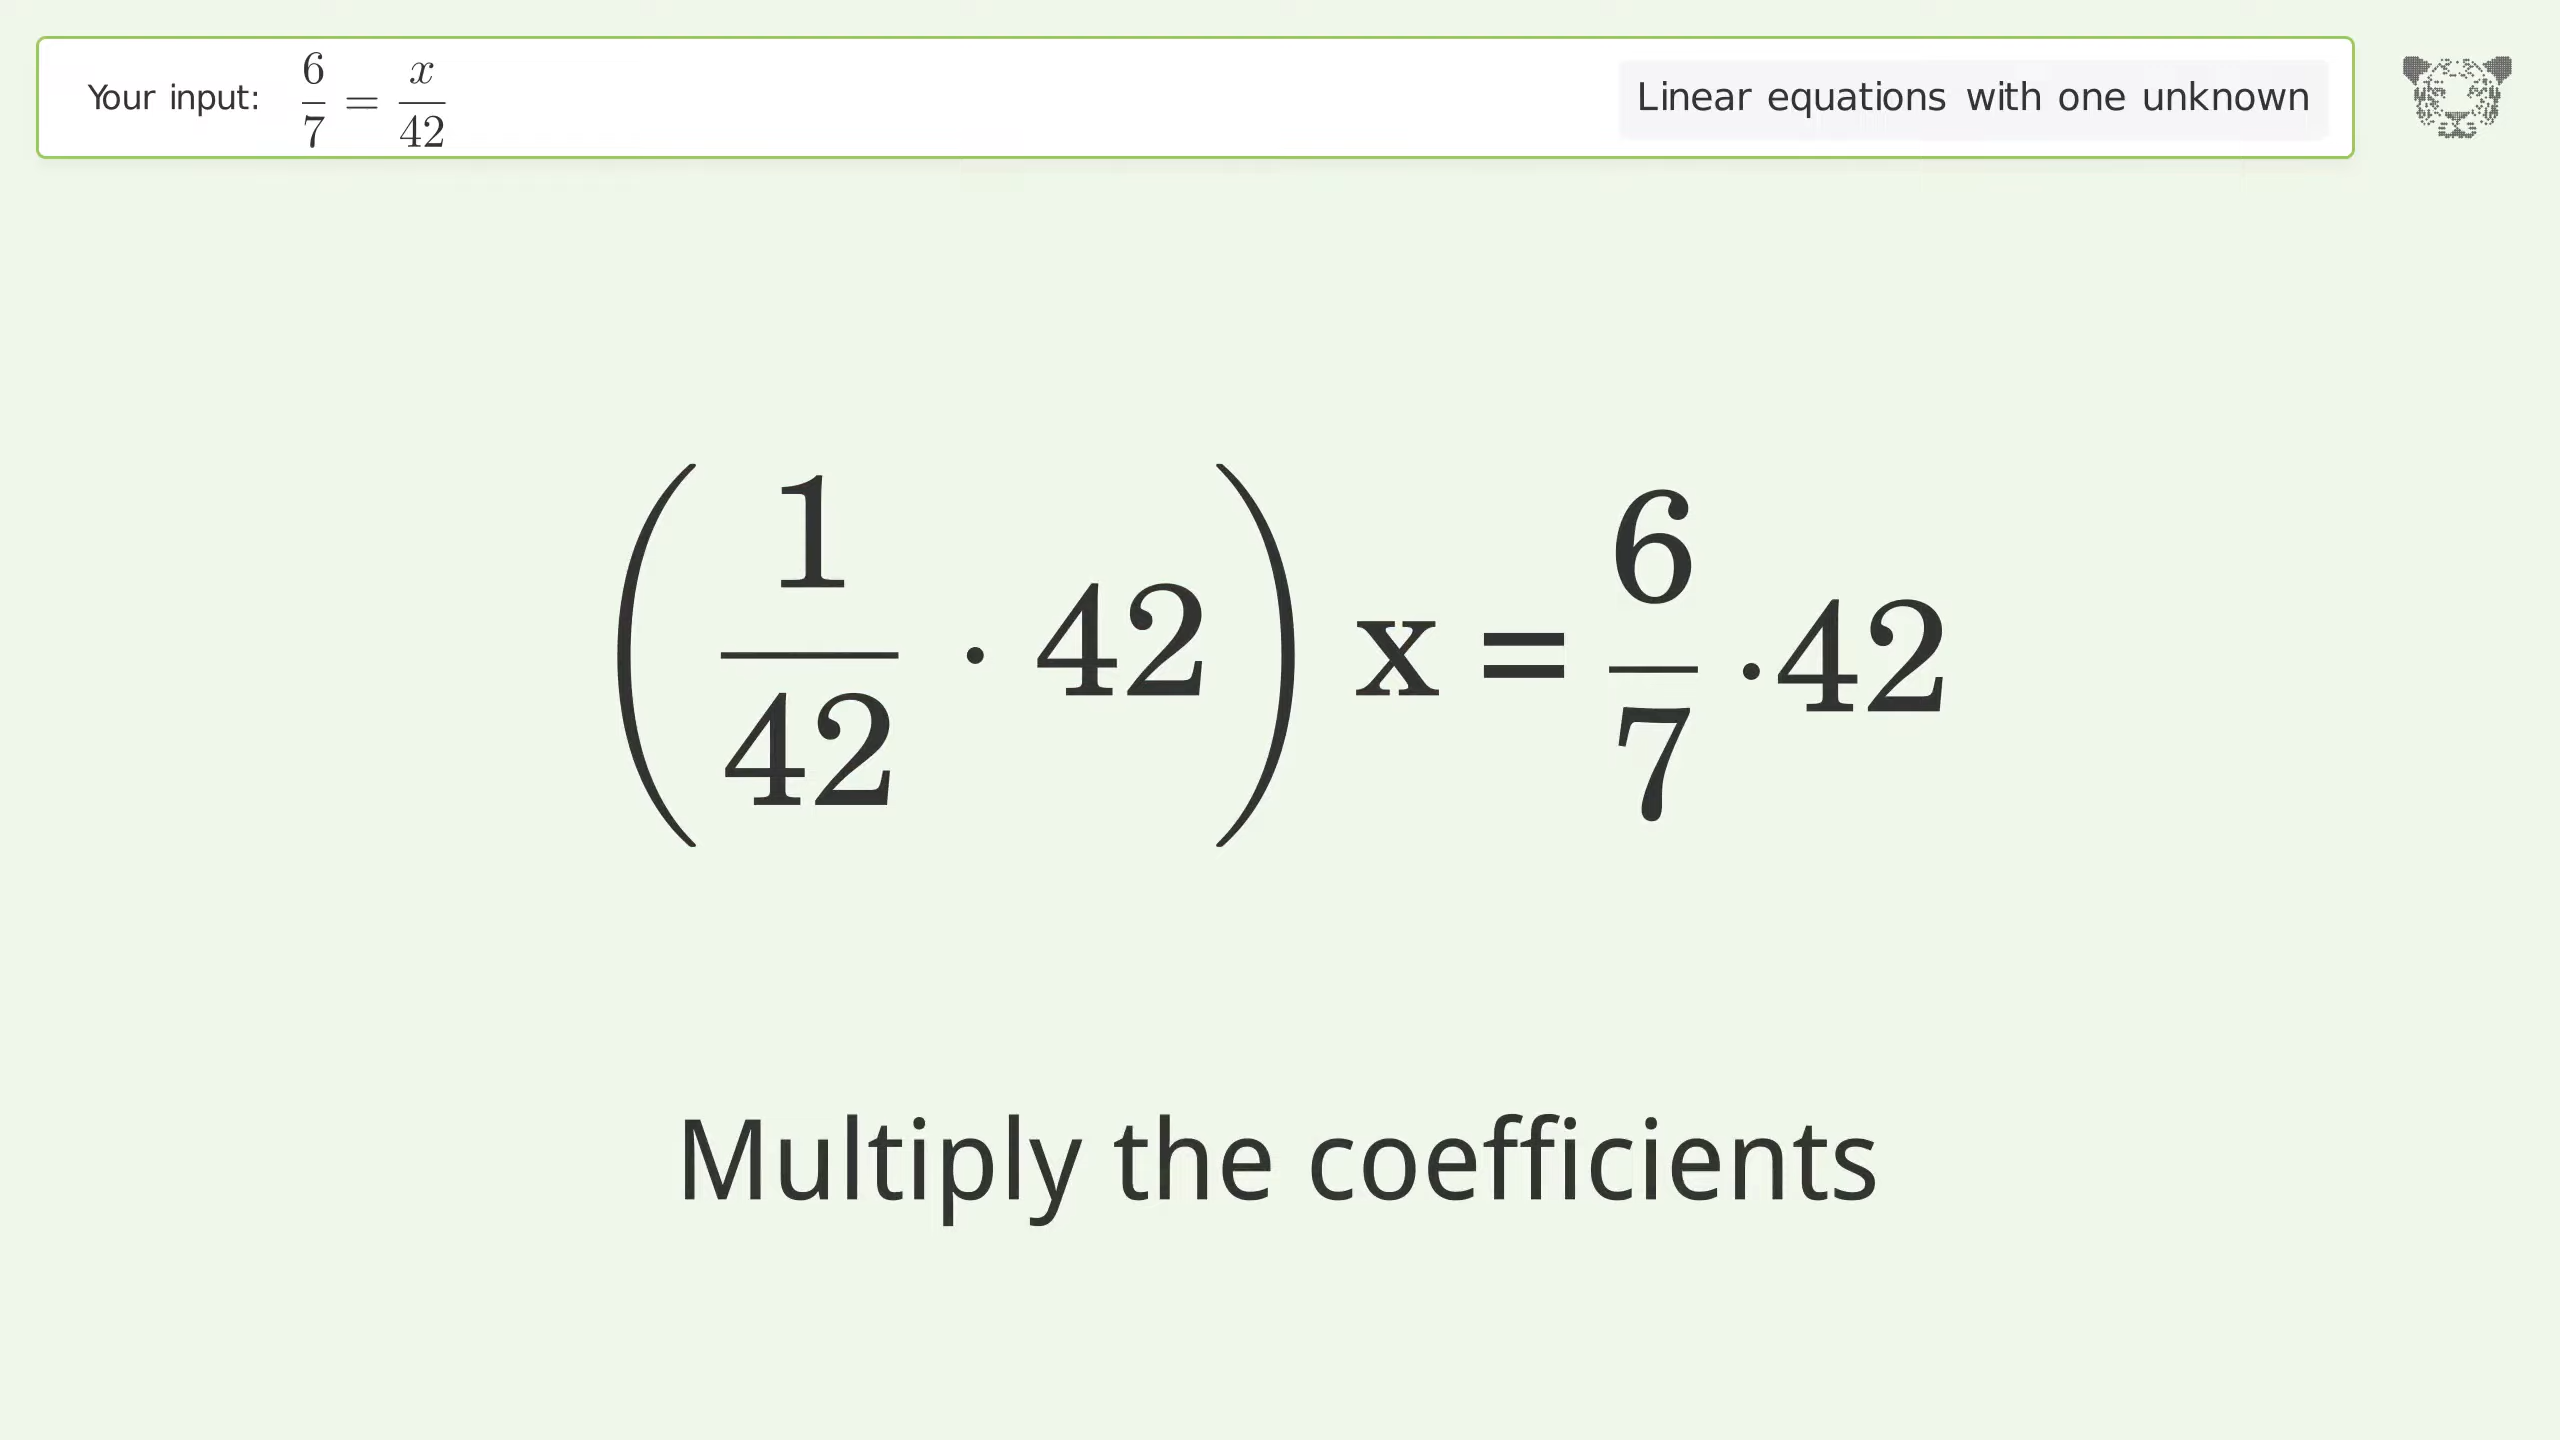 Your input: 6/7 = x/42
Linear equations with one unknown
(1/42 · 42) x = 6/7 · 42
Multiply the coefficients